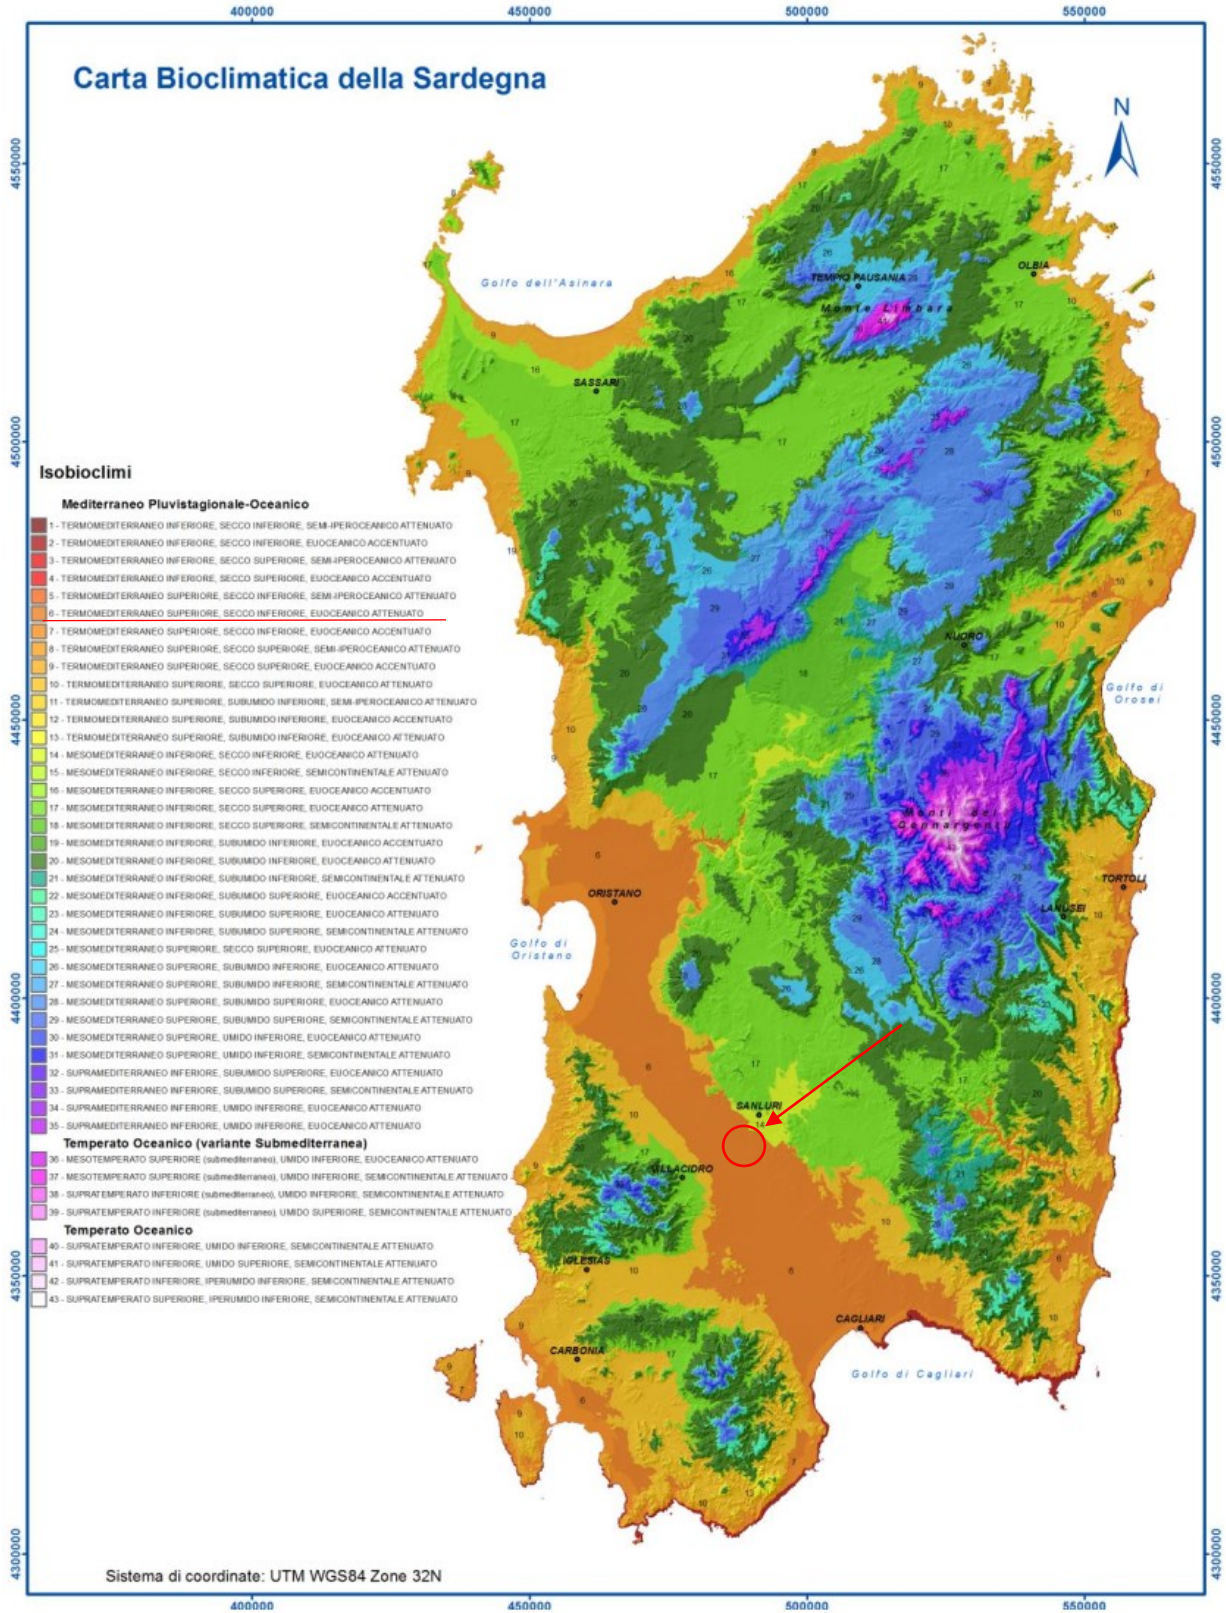 400000 450000 500000 550000
Carta Bioclimatica della Sardegna
N
4550000 4550000
Golfo dell'Asinara
TEMPIO PAUSANIA
OLBIA
Monte Limbara
SASSARI
4500000 4500000
Isobioclimi
Mediterraneo Pluvistagionale-Oceanico
1 - TERMOMEDITERRANEO INFERIORE, SECCO INFERIORE, SEMI-IPEROCEANICO ATTENUATO
2 - TERMOMEDITERRANEO INFERIORE, SECCO INFERIORE, EUOCEANICO ACCENTUATO
3 - TERMOMEDITERRANEO INFERIORE, SECCO SUPERIORE, SEMI-IPEROCEANICO ATTENUATO
4 - TERMOMEDITERRANEO INFERIORE, SECCO SUPERIORE, EUOCEANICO ACCENTUATO
5 - TERMOMEDITERRANEO SUPERIORE, SECCO INFERIORE, SEMI-IPEROCEANICO ATTENUATO
6 - TERMOMEDITERRANEO SUPERIORE, SECCO INFERIORE, EUOCEANICO ATTENUATO
7 - TERMOMEDITERRANEO SUPERIORE, SECCO INFERIORE, EUOCEANICO ACCENTUATO
8 - TERMOMEDITERRANEO SUPERIORE, SECCO SUPERIORE, SEMI-IPEROCEANICO ATTENUATO
9 - TERMOMEDITERRANEO SUPERIORE, SECCO SUPERIORE, EUOCEANICO ACCENTUATO
10 - TERMOMEDITERRANEO SUPERIORE, SECCO SUPERIORE, EUOCEANICO ATTENUATO
11 - TERMOMEDITERRANEO SUPERIORE, SUBUMIDO INFERIORE, SEMI-IPEROCEANICO ATTENUATO
12 - TERMOMEDITERRANEO SUPERIORE, SUBUMIDO INFERIORE, EUOCEANICO ACCENTUATO
13 - TERMOMEDITERRANEO SUPERIORE, SUBUMIDO INFERIORE, EUOCEANICO ATTENUATO
14 - MESOMEDITERRANEO INFERIORE, SECCO INFERIORE, EUOCEANICO ATTENUATO
15 - MESOMEDITERRANEO INFERIORE, SECCO INFERIORE, SEMICONTINENTALE ATTENUATO
16 - MESOMEDITERRANEO INFERIORE, SECCO SUPERIORE, EUOCEANICO ACCENTUATO
17 - MESOMEDITERRANEO INFERIORE, SECCO SUPERIORE, EUOCEANICO ATTENUATO
18 - MESOMEDITERRANEO INFERIORE, SECCO SUPERIORE, SEMICONTINENTALE ATTENUATO
19 - MESOMEDITERRANEO INFERIORE, SUBUMIDO INFERIORE, EUOCEANICO ACCENTUATO
20 - MESOMEDITERRANEO INFERIORE, SUBUMIDO INFERIORE, EUOCEANICO ATTENUATO
21 - MESOMEDITERRANEO INFERIORE, SUBUMIDO INFERIORE, SEMICONTINENTALE ATTENUATO
22 - MESOMEDITERRANEO INFERIORE, SUBUMIDO SUPERIORE, EUOCEANICO ACCENTUATO
23 - MESOMEDITERRANEO INFERIORE, SUBUMIDO SUPERIORE, EUOCEANICO ATTENUATO
24 - MESOMEDITERRANEO INFERIORE, SUBUMIDO SUPERIORE, SEMICONTINENTALE ATTENUATO
25 - MESOMEDITERRANEO SUPERIORE, SECCO SUPERIORE, EUOCEANICO ATTENUATO
26 - MESOMEDITERRANEO SUPERIORE, SUBUMIDO INFERIORE, EUOCEANICO ATTENUATO
27 - MESOMEDITERRANEO SUPERIORE, SUBUMIDO INFERIORE, SEMICONTINENTALE ATTENUATO
28 - MESOMEDITERRANEO SUPERIORE, SUBUMIDO SUPERIORE, EUOCEANICO ATTENUATO
29 - MESOMEDITERRANEO SUPERIORE, SUBUMIDO SUPERIORE, SEMICONTINENTALE ATTENUATO
30 - MESOMEDITERRANEO SUPERIORE, UMIDO INFERIORE, EUOCEANICO ATTENUATO
31 - MESOMEDITERRANEO SUPERIORE, UMIDO INFERIORE, SEMICONTINENTALE ATTENUATO
32 - SUPRAMEDITERRANEO INFERIORE, SUBUMIDO SUPERIORE, EUOCEANICO ATTENUATO
33 - SUPRAMEDITERRANEO INFERIORE, SUBUMIDO SUPERIORE, SEMICONTINENTALE ATTENUATO
34 - SUPRAMEDITERRANEO INFERIORE, UMIDO INFERIORE, EUOCEANICO ATTENUATO
35 - SUPRAMEDITERRANEO INFERIORE, UMIDO INFERIORE, EUOCEANICO ATTENUATO
Temperato Oceanico (variante Submediterranea)
36 - MESOTEMPERATO SUPERIORE (submediterraneo), UMIDO INFERIORE, EUOCEANICO ATTENUATO
37 - MESOTEMPERATO SUPERIORE (submediterraneo), UMIDO INFERIORE, SEMICONTINENTALE ATTENUATO
38 - SUPRATEMPERATO INFERIORE (submediterraneo), UMIDO INFERIORE, SEMICONTINENTALE ATTENUATO
39 - SUPRATEMPERATO INFERIORE (submediterraneo), UMIDO SUPERIORE, SEMICONTINENTALE ATTENUATO
Temperato Oceanico
40 - SUPRATEMPERATO INFERIORE, UMIDO INFERIORE, SEMICONTINENTALE ATTENUATO
41 - SUPRATEMPERATO INFERIORE, UMIDO SUPERIORE, SEMICONTINENTALE ATTENUATO
42 - SUPRATEMPERATO INFERIORE, IPERUMIDO INFERIORE, SEMICONTINENTALE ATTENUATO
43 - SUPRATEMPERATO SUPERIORE, IPERUMIDO INFERIORE, SEMICONTINENTALE ATTENUATO
NUORO
Golfo di
Orosei
4450000 4450000
Monti del
Gennargentu
ORISTANO
TORTOLI
LANUSEI
Golfo di
Oristano
4400000 4400000
SANLURI
14
VILLACIDRO
IGLESIAS
4350000 4350000
CAGLIARI
CARBONIA
Golfo di Cagliari
4300000 4300000
Sistema di coordinate: UTM WGS84 Zone 32N
400000 450000 500000 550000